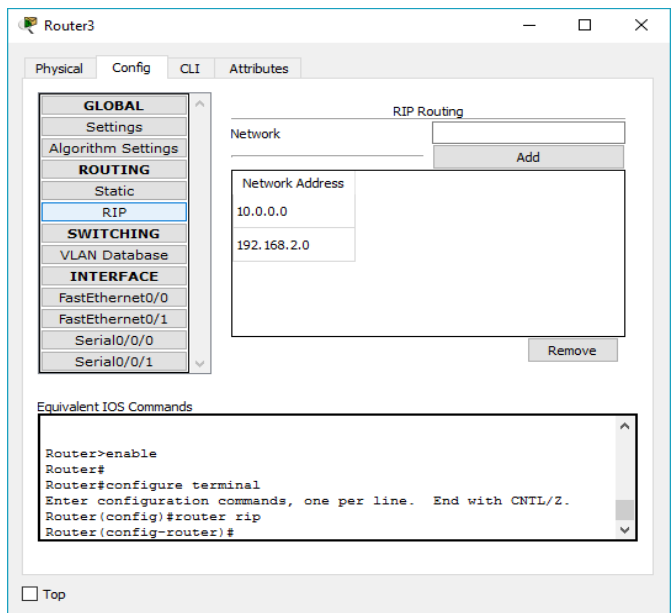 Router3
Physical Config CLI Attributes
GLOBAL
Settings
Algorithm Settings
ROUTING
Static
RIP
SWITCHING
VLAN Database
INTERFACE
FastEthernet0/0
FastEthernet0/1
Serial0/0/0
Serial0/0/1
RIP Routing
Network
Add
Network Address
10.0.0.0
192.168.2.0
Remove
Equivalent IOS Commands
Router>enable
Router#
Router#configure terminal
Enter configuration commands, one per line. End with CNTL/Z.
Router(config)#router rip
Router(config-router)#
Top